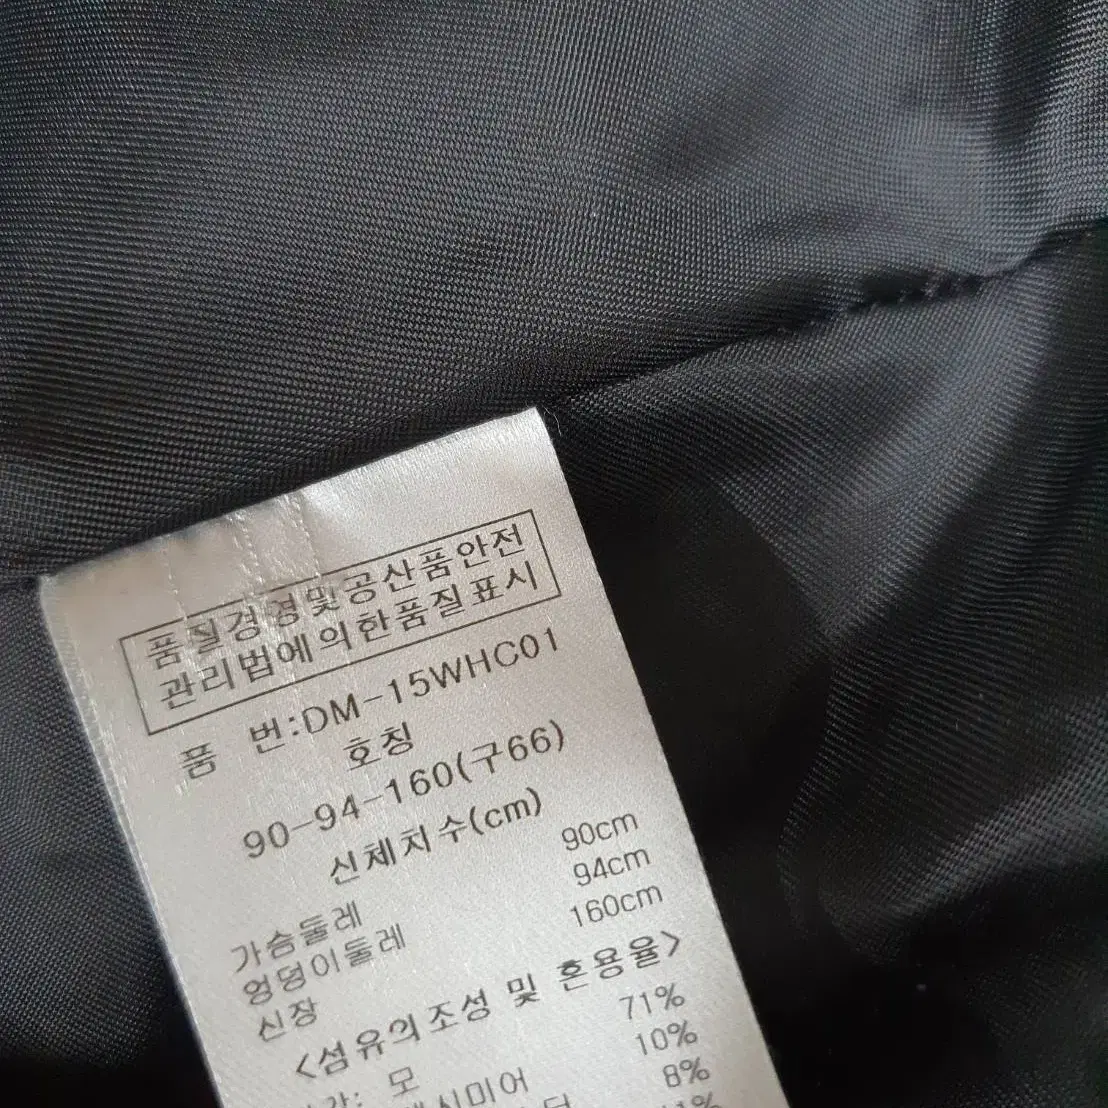 품질경영및공산품안전
관리법에의한품질표시
품 번:DM-15WHC01
호칭
90-94-160(구66)
신체치수(cm)
가슴둘레 90cm
엉덩이둘레 94cm
신장 160cm
<섬유의조성 및 혼용율>
모 71%
10%
8%